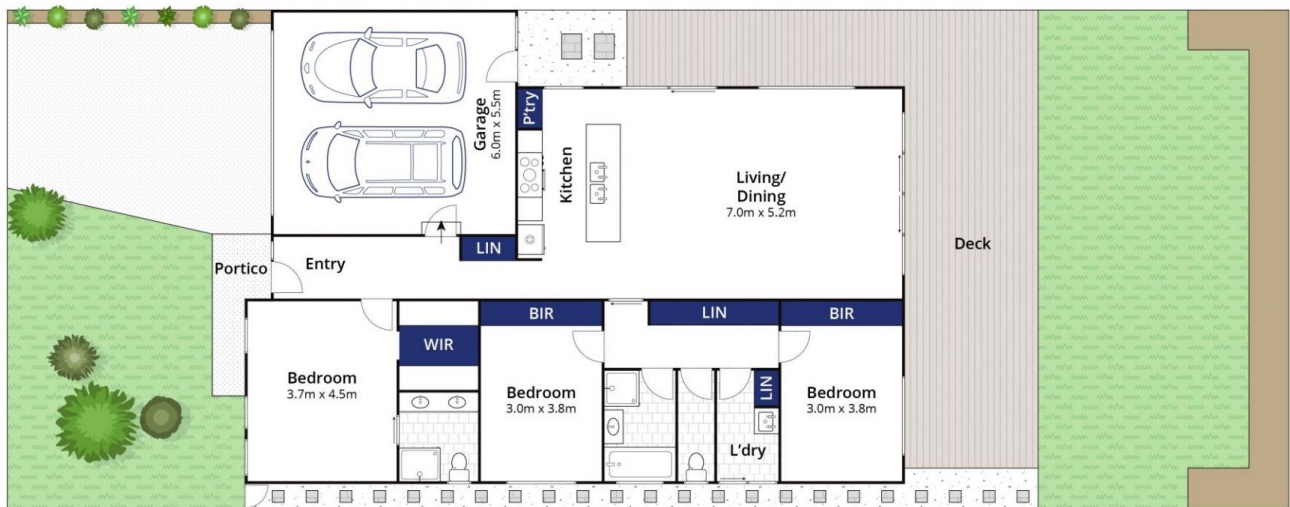 Garage
6.0m x 5.5m
P'try
Kitchen
Living/
Dining
7.0m x 5.2m
Deck
LIN
Portico
Entry
BIR
LIN
BIR
WIR
Bedroom
3.7m x 4.5m
Bedroom
3.0m x 3.8m
LIN
Bedroom
3.0m x 3.8m
L'dry